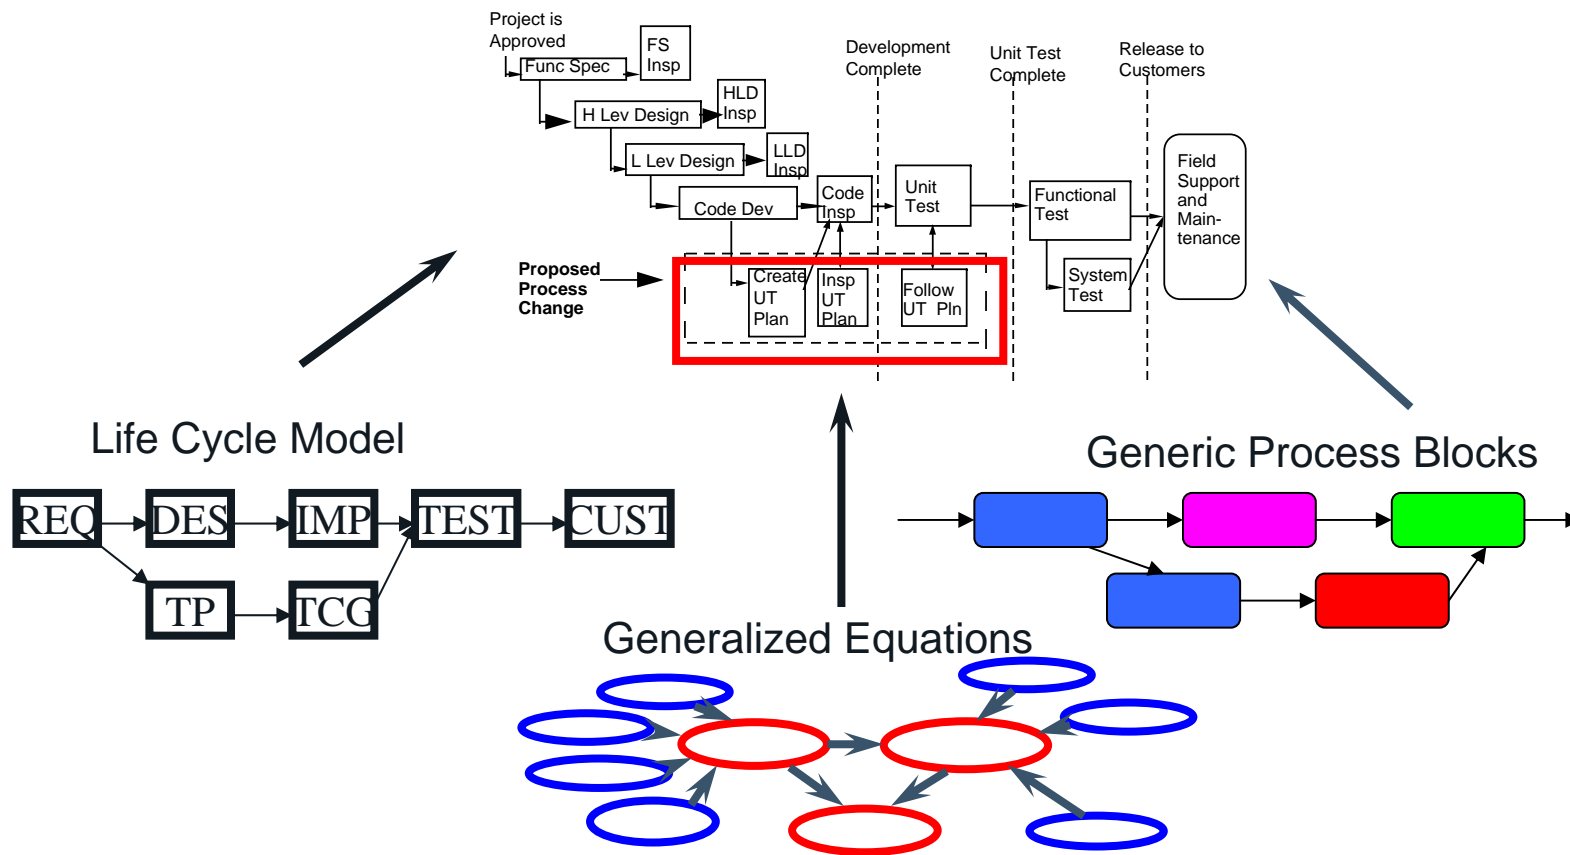 Project is
Approved
FS
Insp
Func Spec
HLD
Insp
H Lev Design
LLD
Insp
L Lev Design
Code
Insp
Code Dev
Development
Complete
Unit Test
Complete
Release to
Customers
Unit
Test
Functional
Test
System
Test
Field
Support
and
Main-
tenance
Proposed
Process
Change
Create
UT
Plan
Insp
UT
Plan
Follow
UT Pln
Life Cycle Model
REQ
DES
IMP
TEST
CUST
TP
TCG
Generic Process Blocks
Generalized Equations